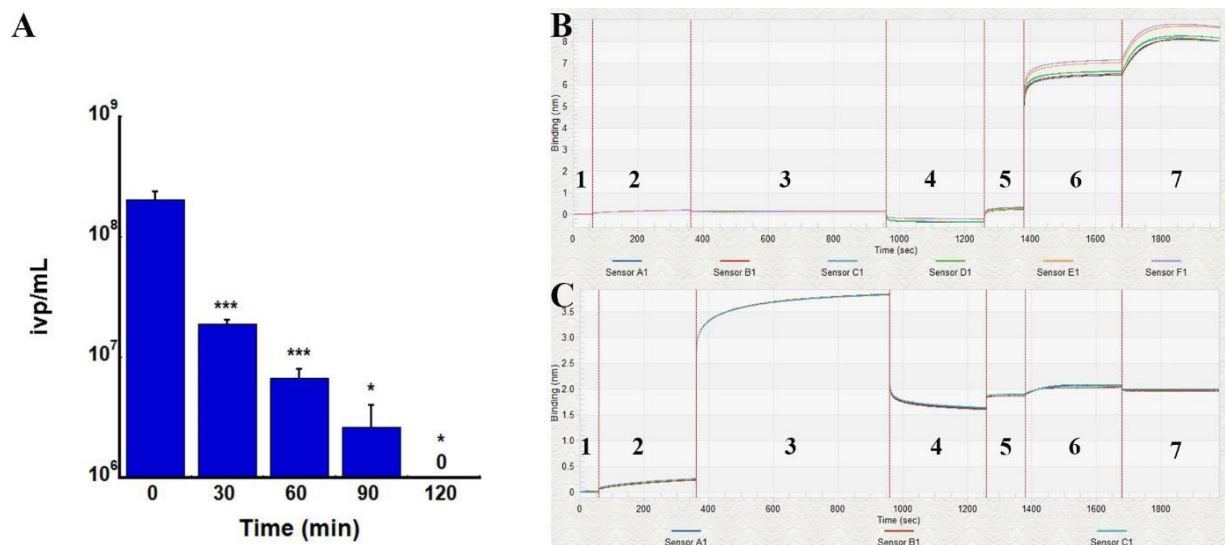 A
ivp/mL
10⁹
10⁸
10⁷
10⁶
***
***
*
*
0
0 30 60 90 120
Time (min)
B
Binding (nm)
8
7
6
5
4
3
2
1
0
1 2 3 4 5 6 7
0 200 400 600 800 1000 1200 1400 1600 1800
Time (sec)
Sensor A1 Sensor B1 Sensor C1 Sensor D1 Sensor E1 Sensor F1
C
Binding (nm)
3.5
3.0
2.5
2.0
1.5
1.0
0.5
0
1 2 3 4 5 6 7
0 200 400 600 800 1000 1200 1400 1600 1800
Time (sec)
Sensor A1 Sensor B1 Sensor C1